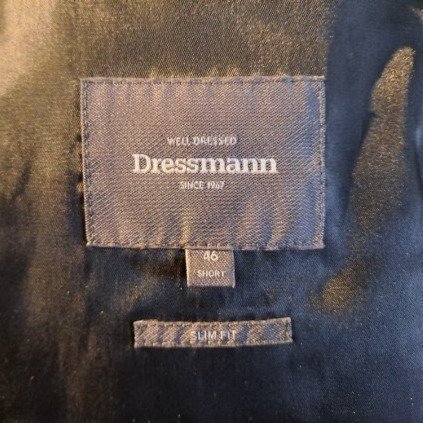 WELL DRESSED
Dressmann
SINCE 1967
46
SHORT
SLIM FIT